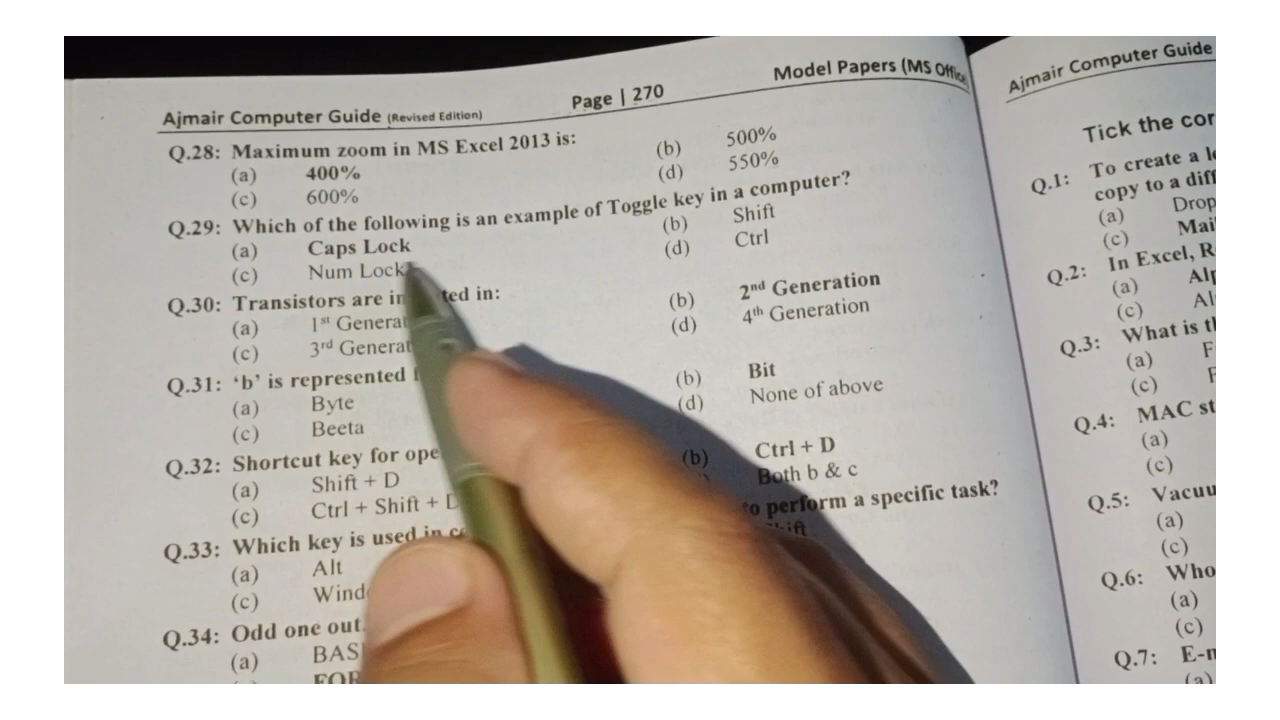 Ajmair Computer Guide (Revised Edition) Page | 270 Model Papers (MS Office
Q.28: Maximum zoom in MS Excel 2013 is:
(a) 400% (b) 500%
(c) 600% (d) 550%
Q.29: Which of the following is an example of Toggle key in a computer?
(a) Caps Lock (b) Shift
(c) Num Lock (d) Ctrl
Q.30: Transistors are in ted in:
(a) 1st Generat (b) 2nd Generation
(c) 3rd Generat (d) 4th Generation
Q.31: ‘b’ is represented
(a) Byte (b) Bit
(c) Beeta (d) None of above
Q.32: Shortcut key for ope
(a) Shift + D (b) Ctrl + D
(c) Ctrl + Shift + D Both b & c
Q.33: Which key is used in to perform a specific task?
(a) Alt
(c) Wind
Q.34: Odd one out.
(a) BAS
FOR
Ajmair Computer Guide
Tick the cor
Q.1: To create a le
copy to a diff
(a) Drop
(c) Mai
Q.2: In Excel, R
(a) Alp
(c) Al
Q.3: What is th
(a) F
(c) F
Q.4: MAC st
(a)
(c)
Q.5: Vacuu
(a)
(c)
Q.6: Who
(a)
(c)
Q.7: E-m
(a)